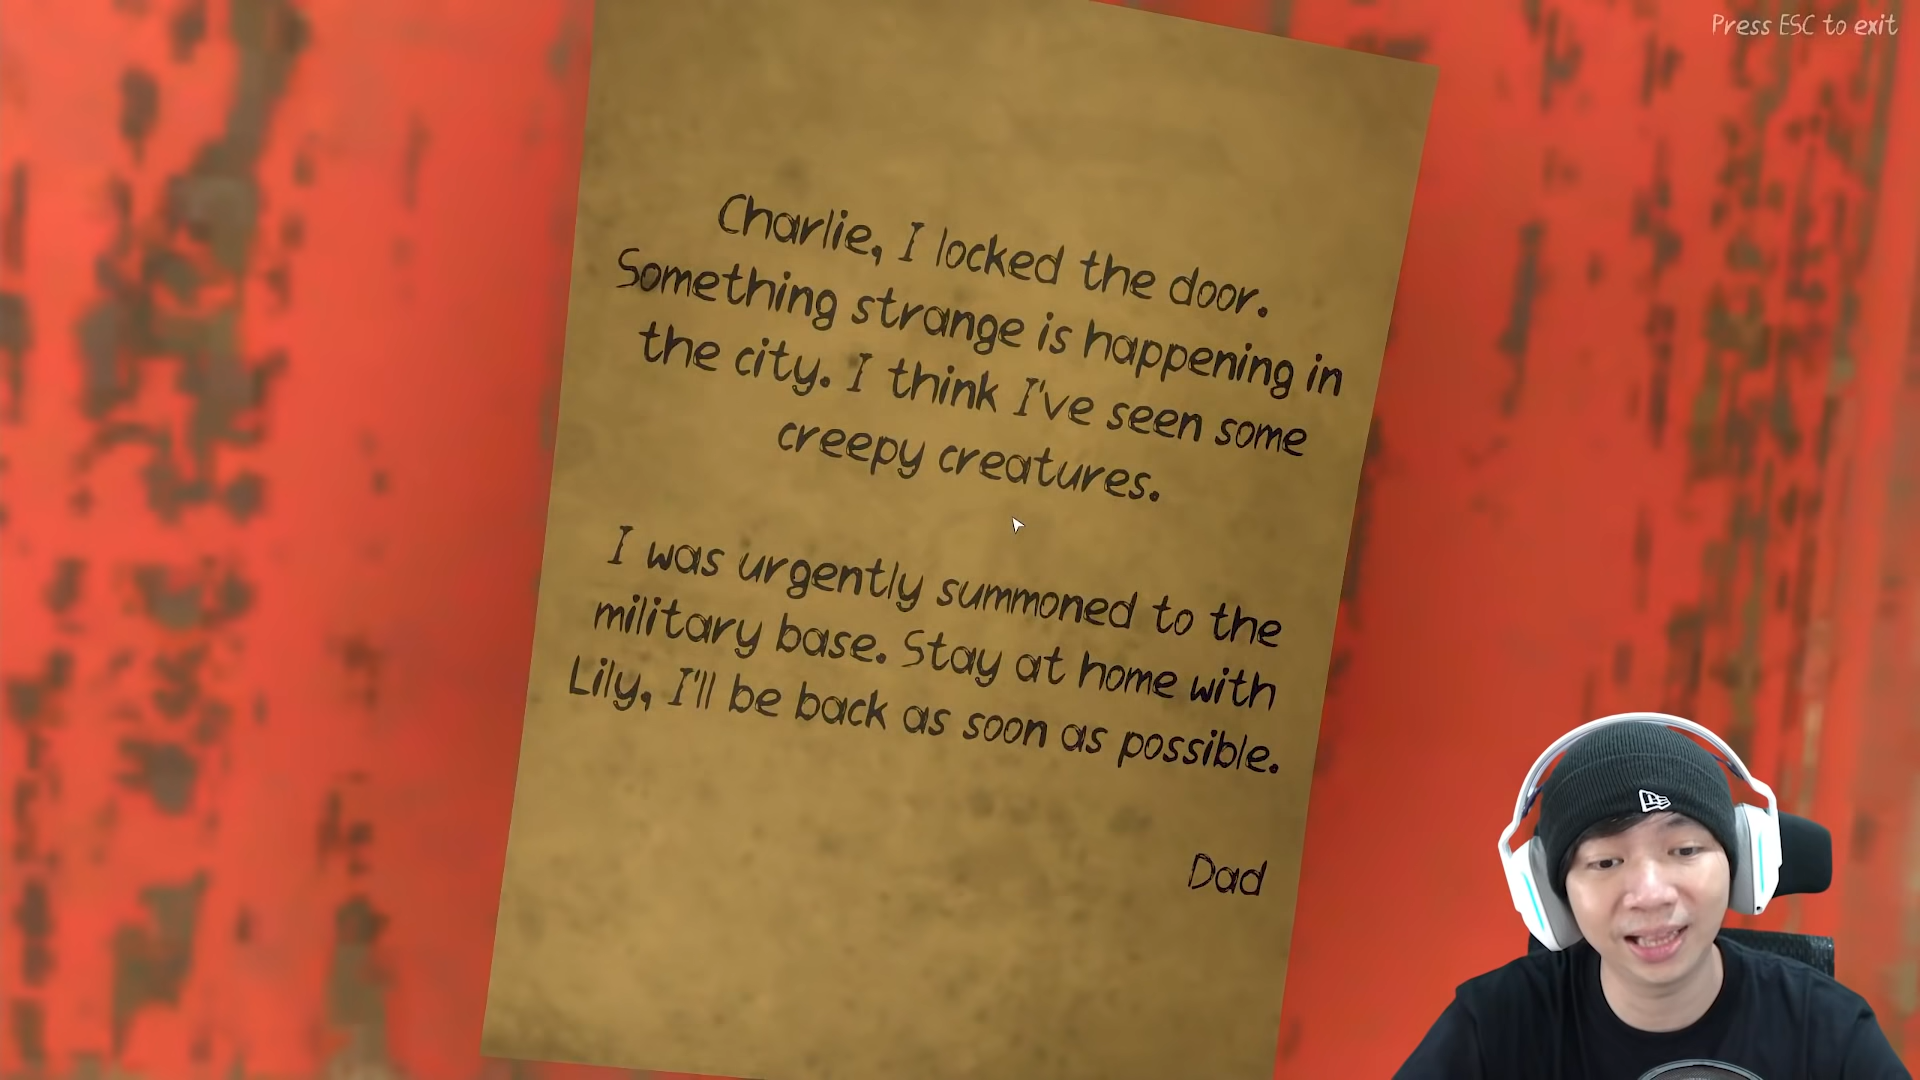 Press ESC to exit
Charlie, I locked the door.
Something strange is happening in
the city. I think I've seen some
creepy creatures.
I was urgently summoned to the
military base. Stay at home with
Lily, I'll be back as soon as possible.
Dad